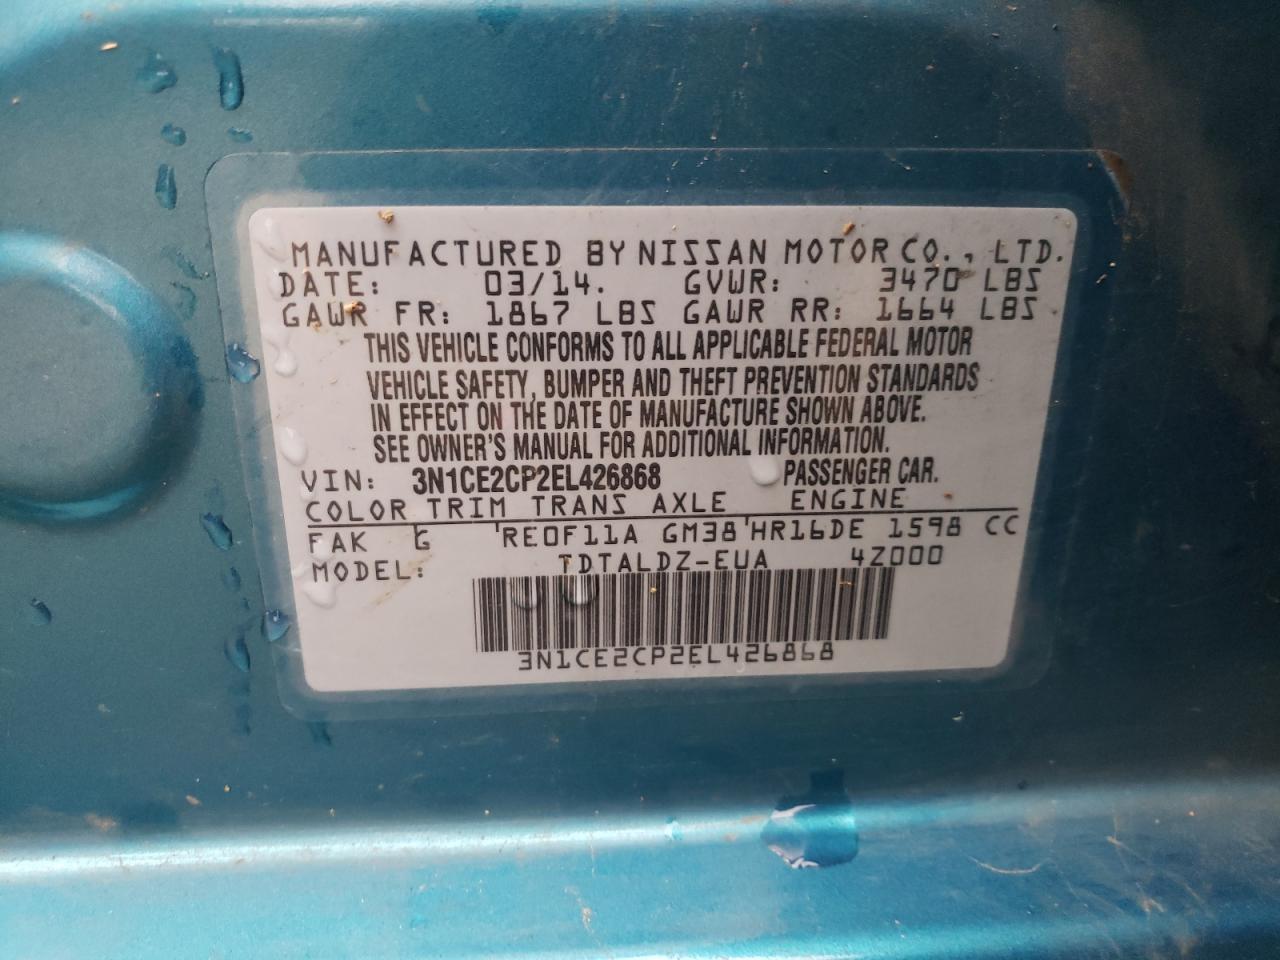 MANUFACTURED BY NISSAN MOTOR CO., LTD.
DATE: 03/14. GVWR: 3470 LBS
GAWR FR: 1867 LBS GAWR RR: 1664 LBS
THIS VEHICLE CONFORMS TO ALL APPLICABLE FEDERAL MOTOR
VEHICLE SAFETY, BUMPER AND THEFT PREVENTION STANDARDS
IN EFFECT ON THE DATE OF MANUFACTURE SHOWN ABOVE.
SEE OWNER'S MANUAL FOR ADDITIONAL INFORMATION.
VIN: 3N1CE2CP2EL426868 PASSENGER CAR.
COLOR TRIM TRANS AXLE ENGINE
FAK G RE0F11A GM38 HR16DE 1598 CC
MODEL: TDTALDZ-EUA 4Z000
3N1CE2CP2EL426868